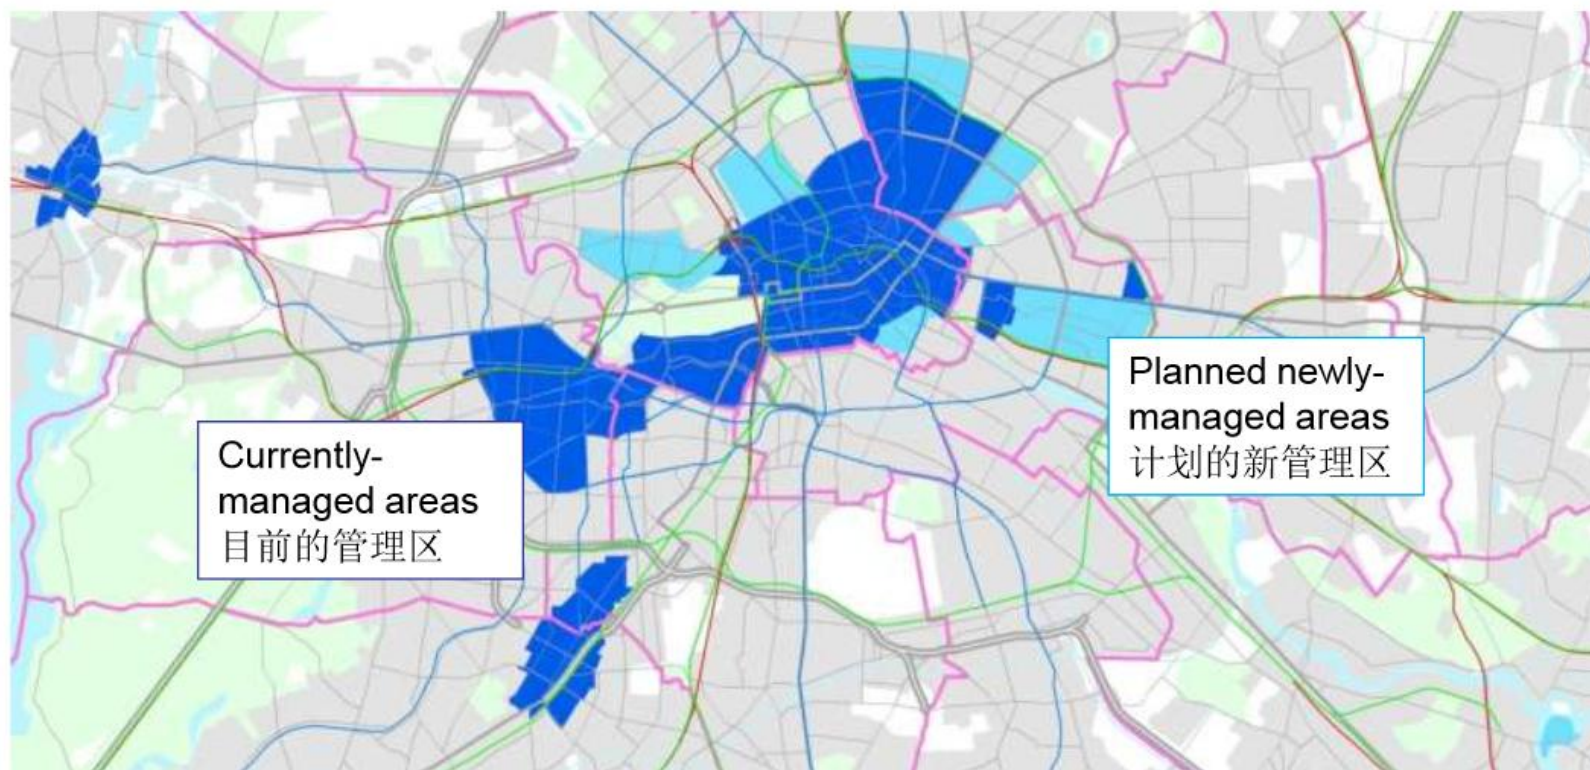 Currently-
managed areas
目前的管理区
Planned newly-
managed areas
计划的新管理区